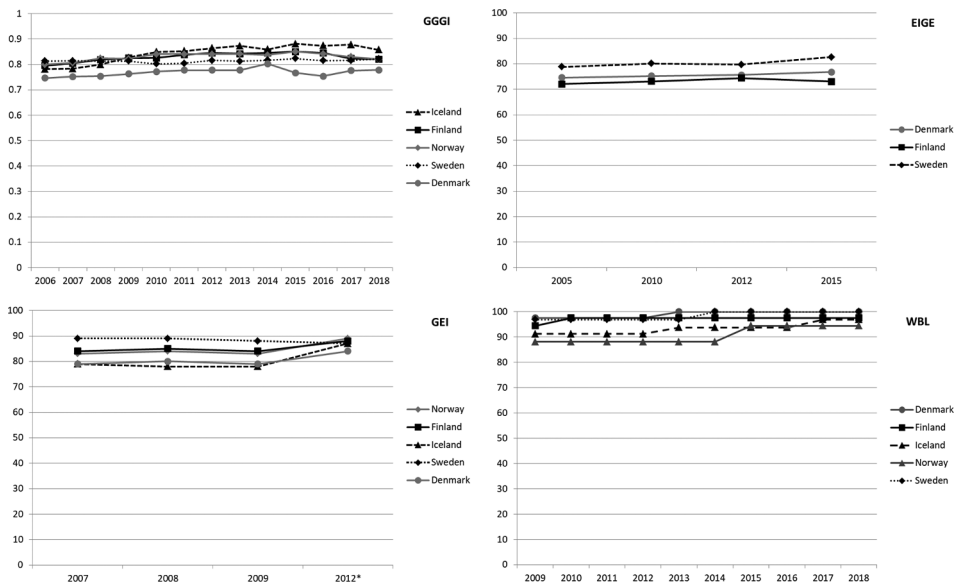 GGGI
1
0.9
0.8
0.7
0.6
0.5
0.4
0.3
0.2
0.1
0
2006 2007 2008 2009 2010 2011 2012 2013 2014 2015 2016 2017 2018
Iceland
Finland
Norway
Sweden
Denmark
EIGE
100
90
80
70
60
50
40
30
20
10
0
2005 2010 2012 2015
Denmark
Finland
Sweden
GEI
100
90
80
70
60
50
40
30
20
10
0
2007 2008 2009 2012*
Norway
Finland
Iceland
Sweden
Denmark
WBL
100
90
80
70
60
50
40
30
20
10
0
2009 2010 2011 2012 2013 2014 2015 2016 2017 2018
Denmark
Finland
Iceland
Norway
Sweden